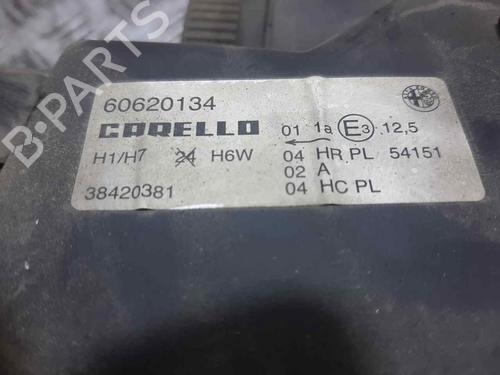 60620134
CARELLO 01 1a E3 12,5
H1/H7 24 H6W 04 HR PL 54151
02 A
38420381 04 HC PL
B-PARTS